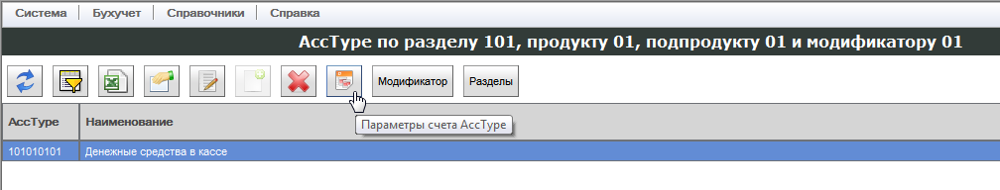 Система Бухучет Справочники Справка
AccType по разделу 101, продукту 01, подпродукту 01 и модификатору 01
Модификатор Разделы
Параметры счета AccType
AccType Наименование
101010101 Денежные средства в кассе